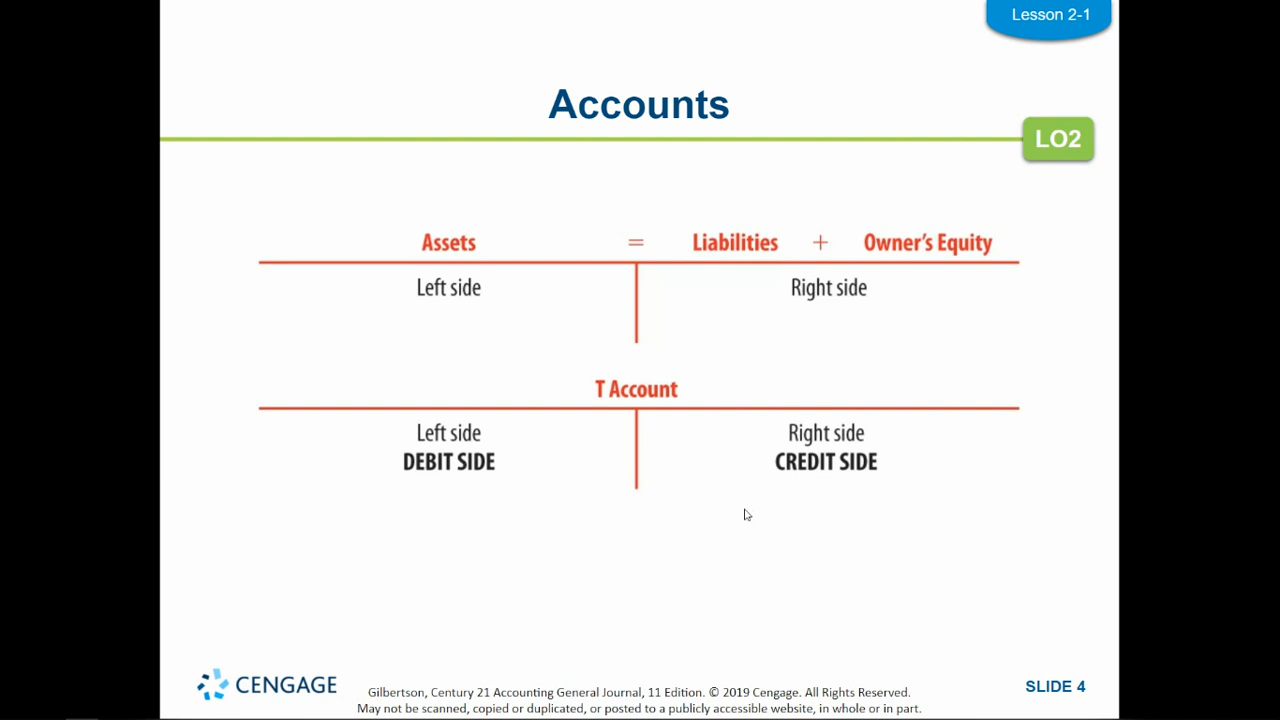 Lesson 2-1
Accounts
LO2
Assets = Liabilities + Owner's Equity
Left side Right side
T Account
Left side Right side
DEBIT SIDE CREDIT SIDE
CENGAGE
Gilbertson, Century 21 Accounting General Journal, 11 Edition. © 2019 Cengage. All Rights Reserved.
May not be scanned, copied or duplicated, or posted to a publicly accessible website, in whole or in part.
SLIDE 4